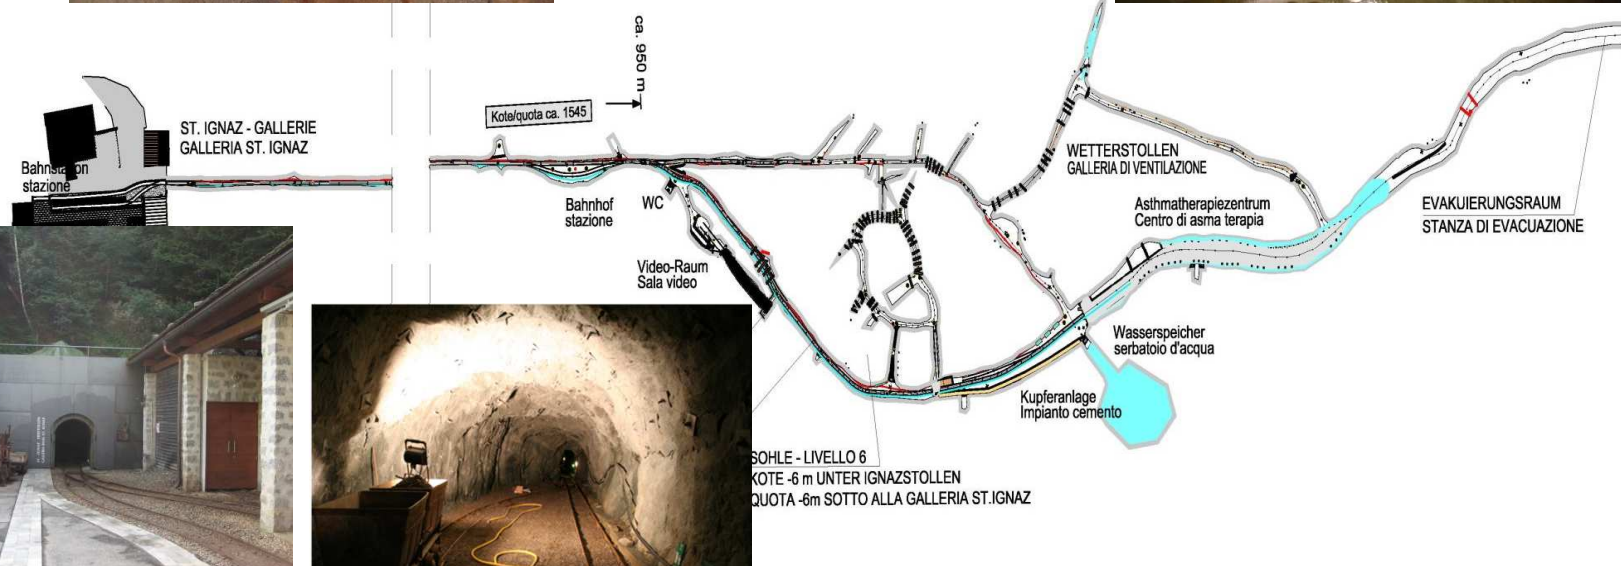 ca. 950 m
Kote/quota ca. 1545
ST. IGNAZ - GALLERIE
GALLERIA ST. IGNAZ
Bahnstation
stazione
Bahnhof
stazione
WC
Video-Raum
Sala video
WETTERSTOLLEN
GALLERIA DI VENTILAZIONE
Asthmatherapiezentrum
Centro di asma terapia
EVAKUIERUNGSRAUM
STANZA DI EVACUAZIONE
Wasserspeicher
serbatoio d'acqua
Kupferanlage
Impianto cemento
SOHLE - LIVELLO 6
KOTE -6 m UNTER IGNAZSTOLLEN
QUOTA -6m SOTTO ALLA GALLERIA ST.IGNAZ